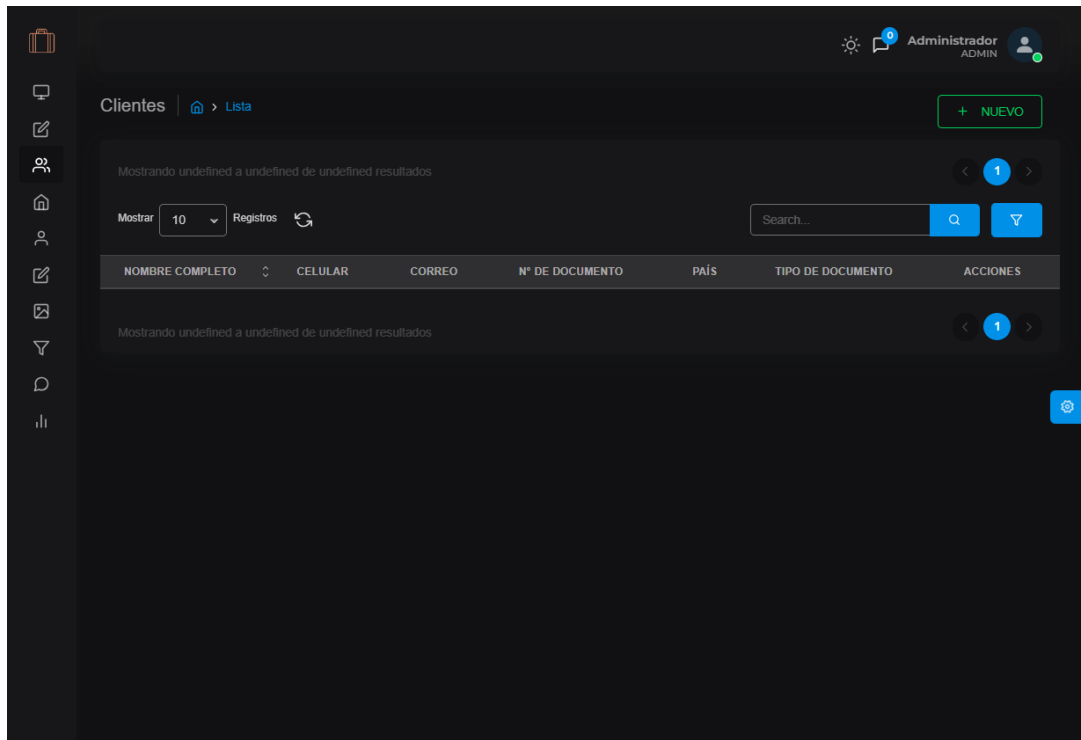 0
Administrador
ADMIN
Clientes Lista
+ NUEVO
Mostrando undefined a undefined de undefined resultados
1
Mostrar 10 Registros
Search...
NOMBRE COMPLETO CELULAR CORREO N° DE DOCUMENTO PAÍS TIPO DE DOCUMENTO ACCIONES
Mostrando undefined a undefined de undefined resultados
1